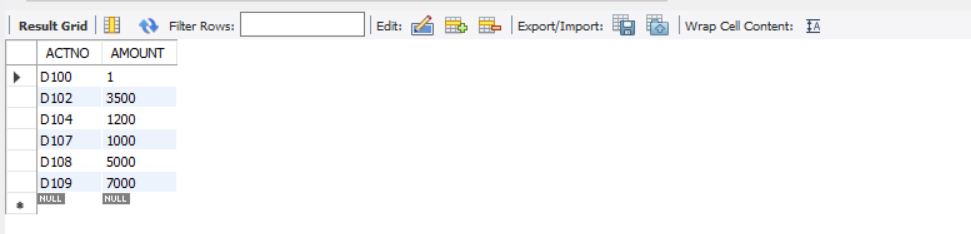 Result Grid Filter Rows: Edit: Export/Import: Wrap Cell Content: IA
ACTNO AMOUNT
D100 1
D102 3500
D104 1200
D107 1000
D108 5000
D109 7000
NULL NULL